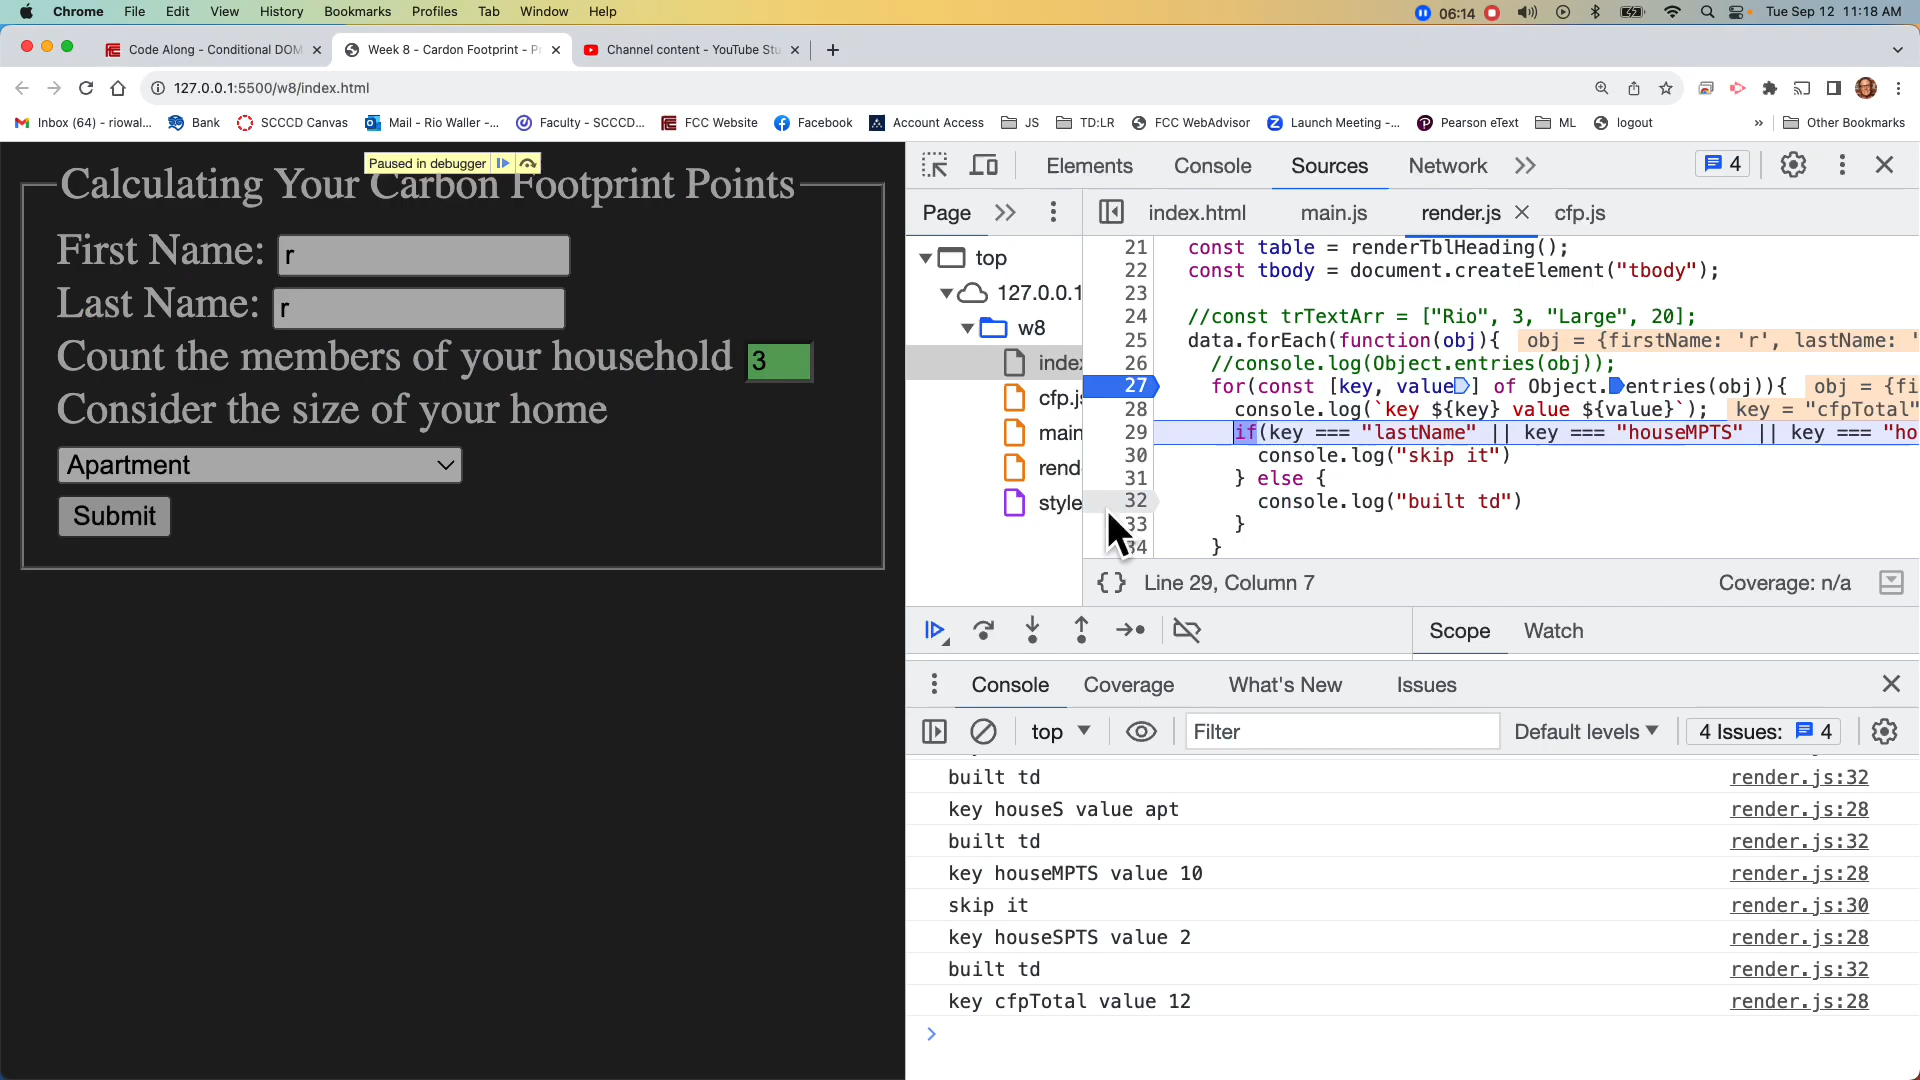 Chrome File Edit View History Bookmarks Profiles Tab Window Help 06:14 Tue Sep 12 11:18 AM
Code Along - Conditional DOM Week 8 - Cardon Footprint - Pr Channel content - YouTube Stu
127.0.0.1:5500/w8/index.html
Inbox (64) - riowal... Bank SCCCD Canvas Mail - Rio Waller -... Faculty - SCCCD... FCC Website Facebook Account Access JS TD:LR FCC WebAdvisor Launch Meeting -... Pearson eText ML logout » Other Bookmarks
Paused in debugger
Calculating Your Carbon Footprint Points
First Name: r
Last Name: r
Count the members of your household 3
Consider the size of your home
Apartment
Submit
Elements Console Sources Network 4
Page index.html main.js render.js cfp.js
top
127.0.0.1
w8
index
cfp.js
main
rend
style
21 const table = renderTblHeading();
22 const tbody = document.createElement("tbody");
23
24 //const trTextArr = ["Rio", 3, "Large", 20];
25 data.forEach(function(obj){ obj = {firstName: 'r', lastName: '
26 //console.log(Object.entries(obj));
27 for(const [key, value] of Object.entries(obj)){ obj = {fi
28 console.log(`key ${key} value ${value}`); key = "cfpTotal"
29 if(key === "lastName" || key === "houseMPTS" || key === "ho
30 console.log("skip it")
31 } else {
32 console.log("built td")
33 }
34 }
{ } Line 29, Column 7 Coverage: n/a
Scope Watch
Console Coverage What's New Issues
top Filter Default levels 4 Issues: 4
built td render.js:32
key houseS value apt render.js:28
built td render.js:32
key houseMPTS value 10 render.js:28
skip it render.js:30
key houseSPTS value 2 render.js:28
built td render.js:32
key cfpTotal value 12 render.js:28